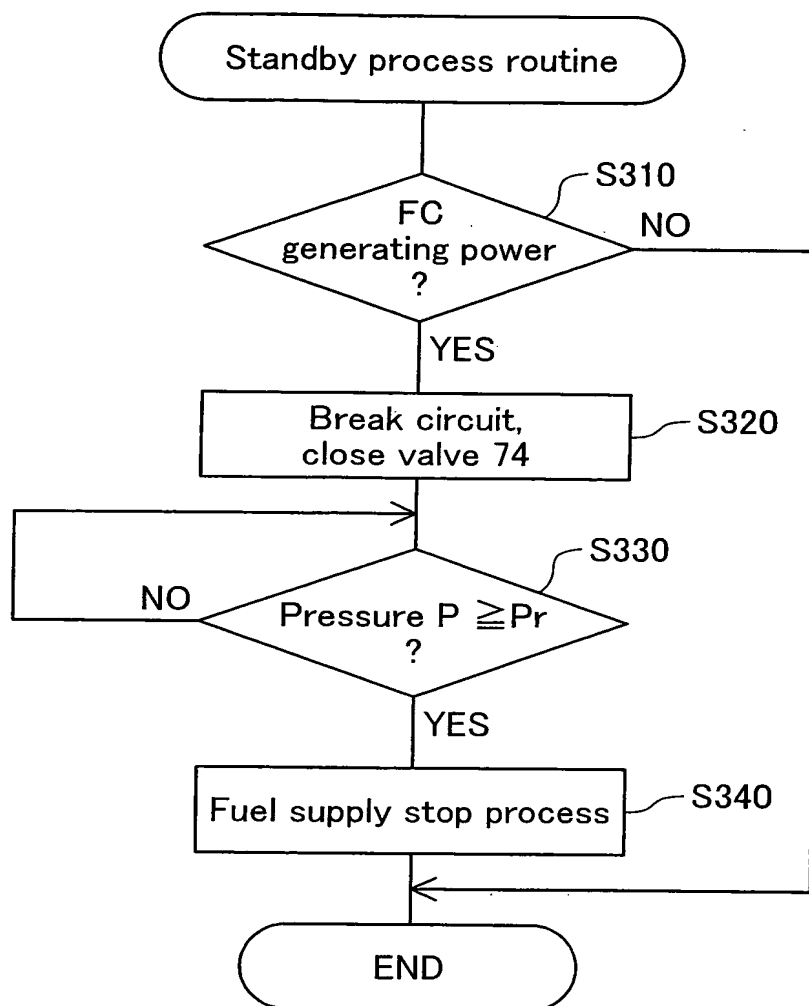 Standby process routine
S310
FC
generating power
?
NO
YES
Break circuit,
close valve 74
S320
S330
NO
Pressure P ≧Pr
?
YES
Fuel supply stop process
S340
END